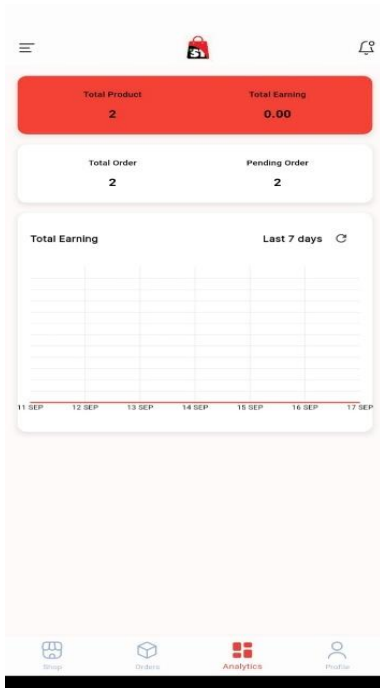 Total Product Total Earning
2 0.00
Total Order Pending Order
2 2
Total Earning Last 7 days
11 SEP 12 SEP 13 SEP 14 SEP 15 SEP 16 SEP 17 SEP
Shop Orders Analytics Profile